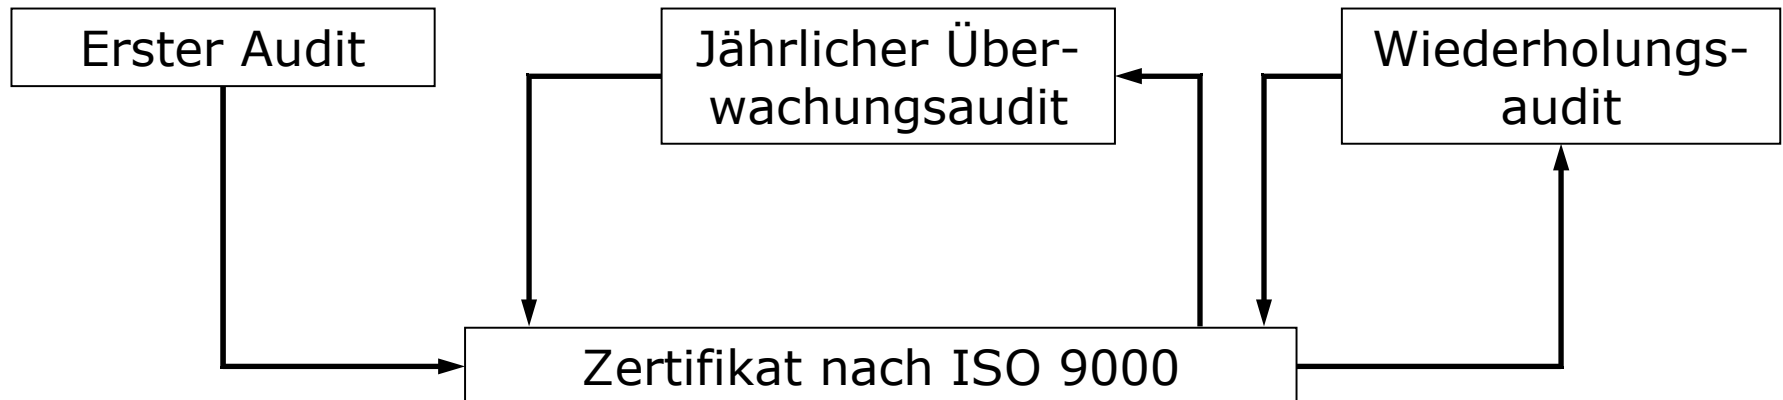 Erster Audit
Jährlicher Über-
wachungsaudit
Wiederholungs-
audit
Zertifikat nach ISO 9000